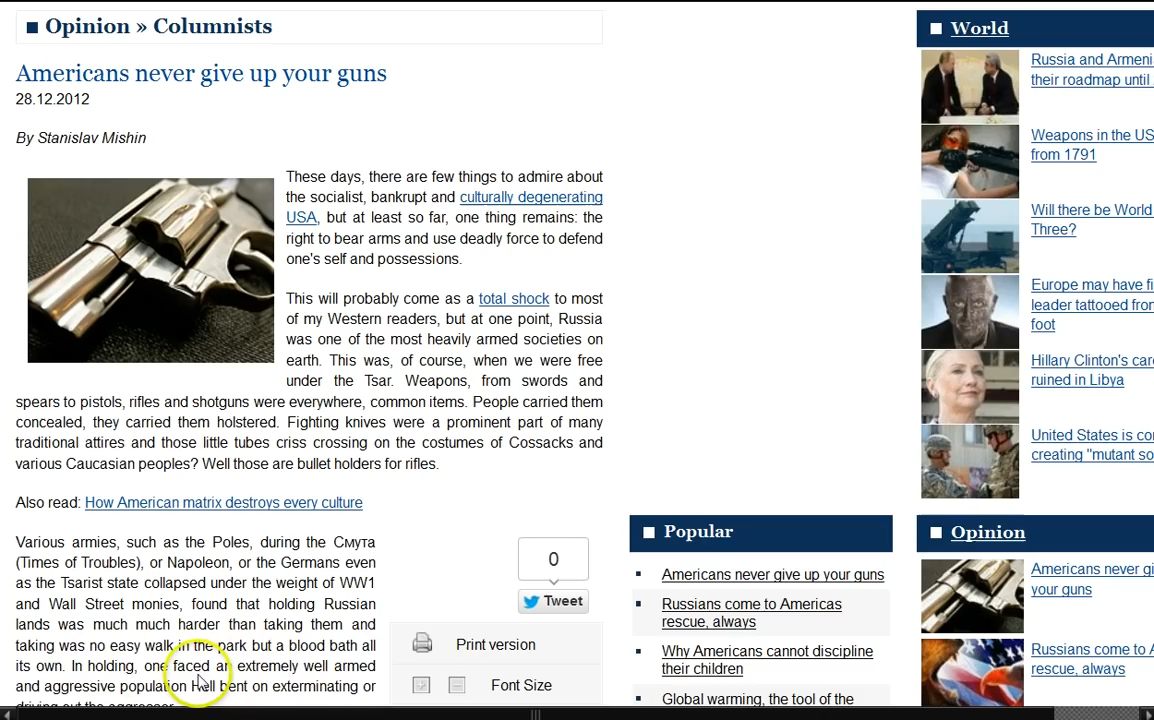 Opinion » Columnists
Americans never give up your guns
28.12.2012
By Stanislav Mishin
These days, there are few things to admire about
the socialist, bankrupt and culturally degenerating
USA, but at least so far, one thing remains: the
right to bear arms and use deadly force to defend
one's self and possessions.
This will probably come as a total shock to most
of my Western readers, but at one point, Russia
was one of the most heavily armed societies on
earth. This was, of course, when we were free
under the Tsar. Weapons, from swords and
spears to pistols, rifles and shotguns were everywhere, common items. People carried them
concealed, they carried them holstered. Fighting knives were a prominent part of many
traditional attires and those little tubes criss crossing on the costumes of Cossacks and
various Caucasian peoples? Well those are bullet holders for rifles.
Also read: How American matrix destroys every culture
Various armies, such as the Poles, during the Смута
(Times of Troubles), or Napoleon, or the Germans even
as the Tsarist state collapsed under the weight of WW1
and Wall Street monies, found that holding Russian
lands was much much harder than taking them and
taking was no easy walk in the park but a blood bath all
its own. In holding, one faced an extremely well armed
and aggressive population Hell bent on exterminating or
driving out the aggressor.
0
Tweet
Print version
Font Size
Popular
Americans never give up your guns
Russians come to Americas
rescue, always
Why Americans cannot discipline
their children
Global warming, the tool of the
World
Russia and Armeni
their roadmap until
Weapons in the US
from 1791
Will there be World
Three?
Europe may have fi
leader tattooed from
foot
Hillary Clinton's car
ruined in Libya
United States is co
creating "mutant so
Opinion
Americans never gi
your guns
Russians come to A
rescue, always